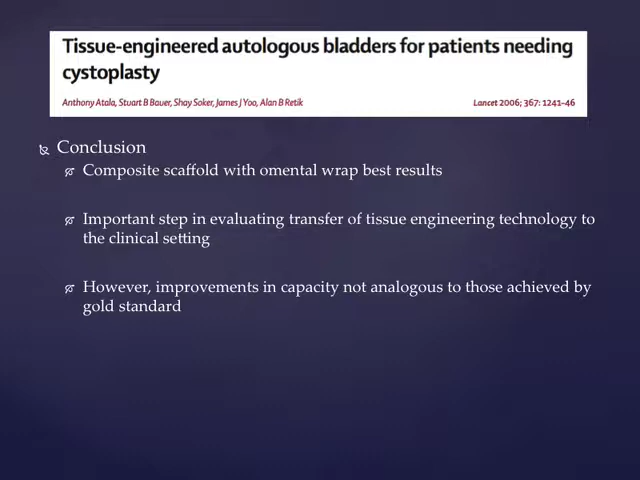 Tissue-engineered autologous bladders for patients needing
cystoplasty
Anthony Atala, Stuart B Bauer, Shay Soker, James J Yoo, Alan B Retik
Lancet 2006; 367: 1241–46
Conclusion
Composite scaffold with omental wrap best results
Important step in evaluating transfer of tissue engineering technology to
the clinical setting
However, improvements in capacity not analogous to those achieved by
gold standard